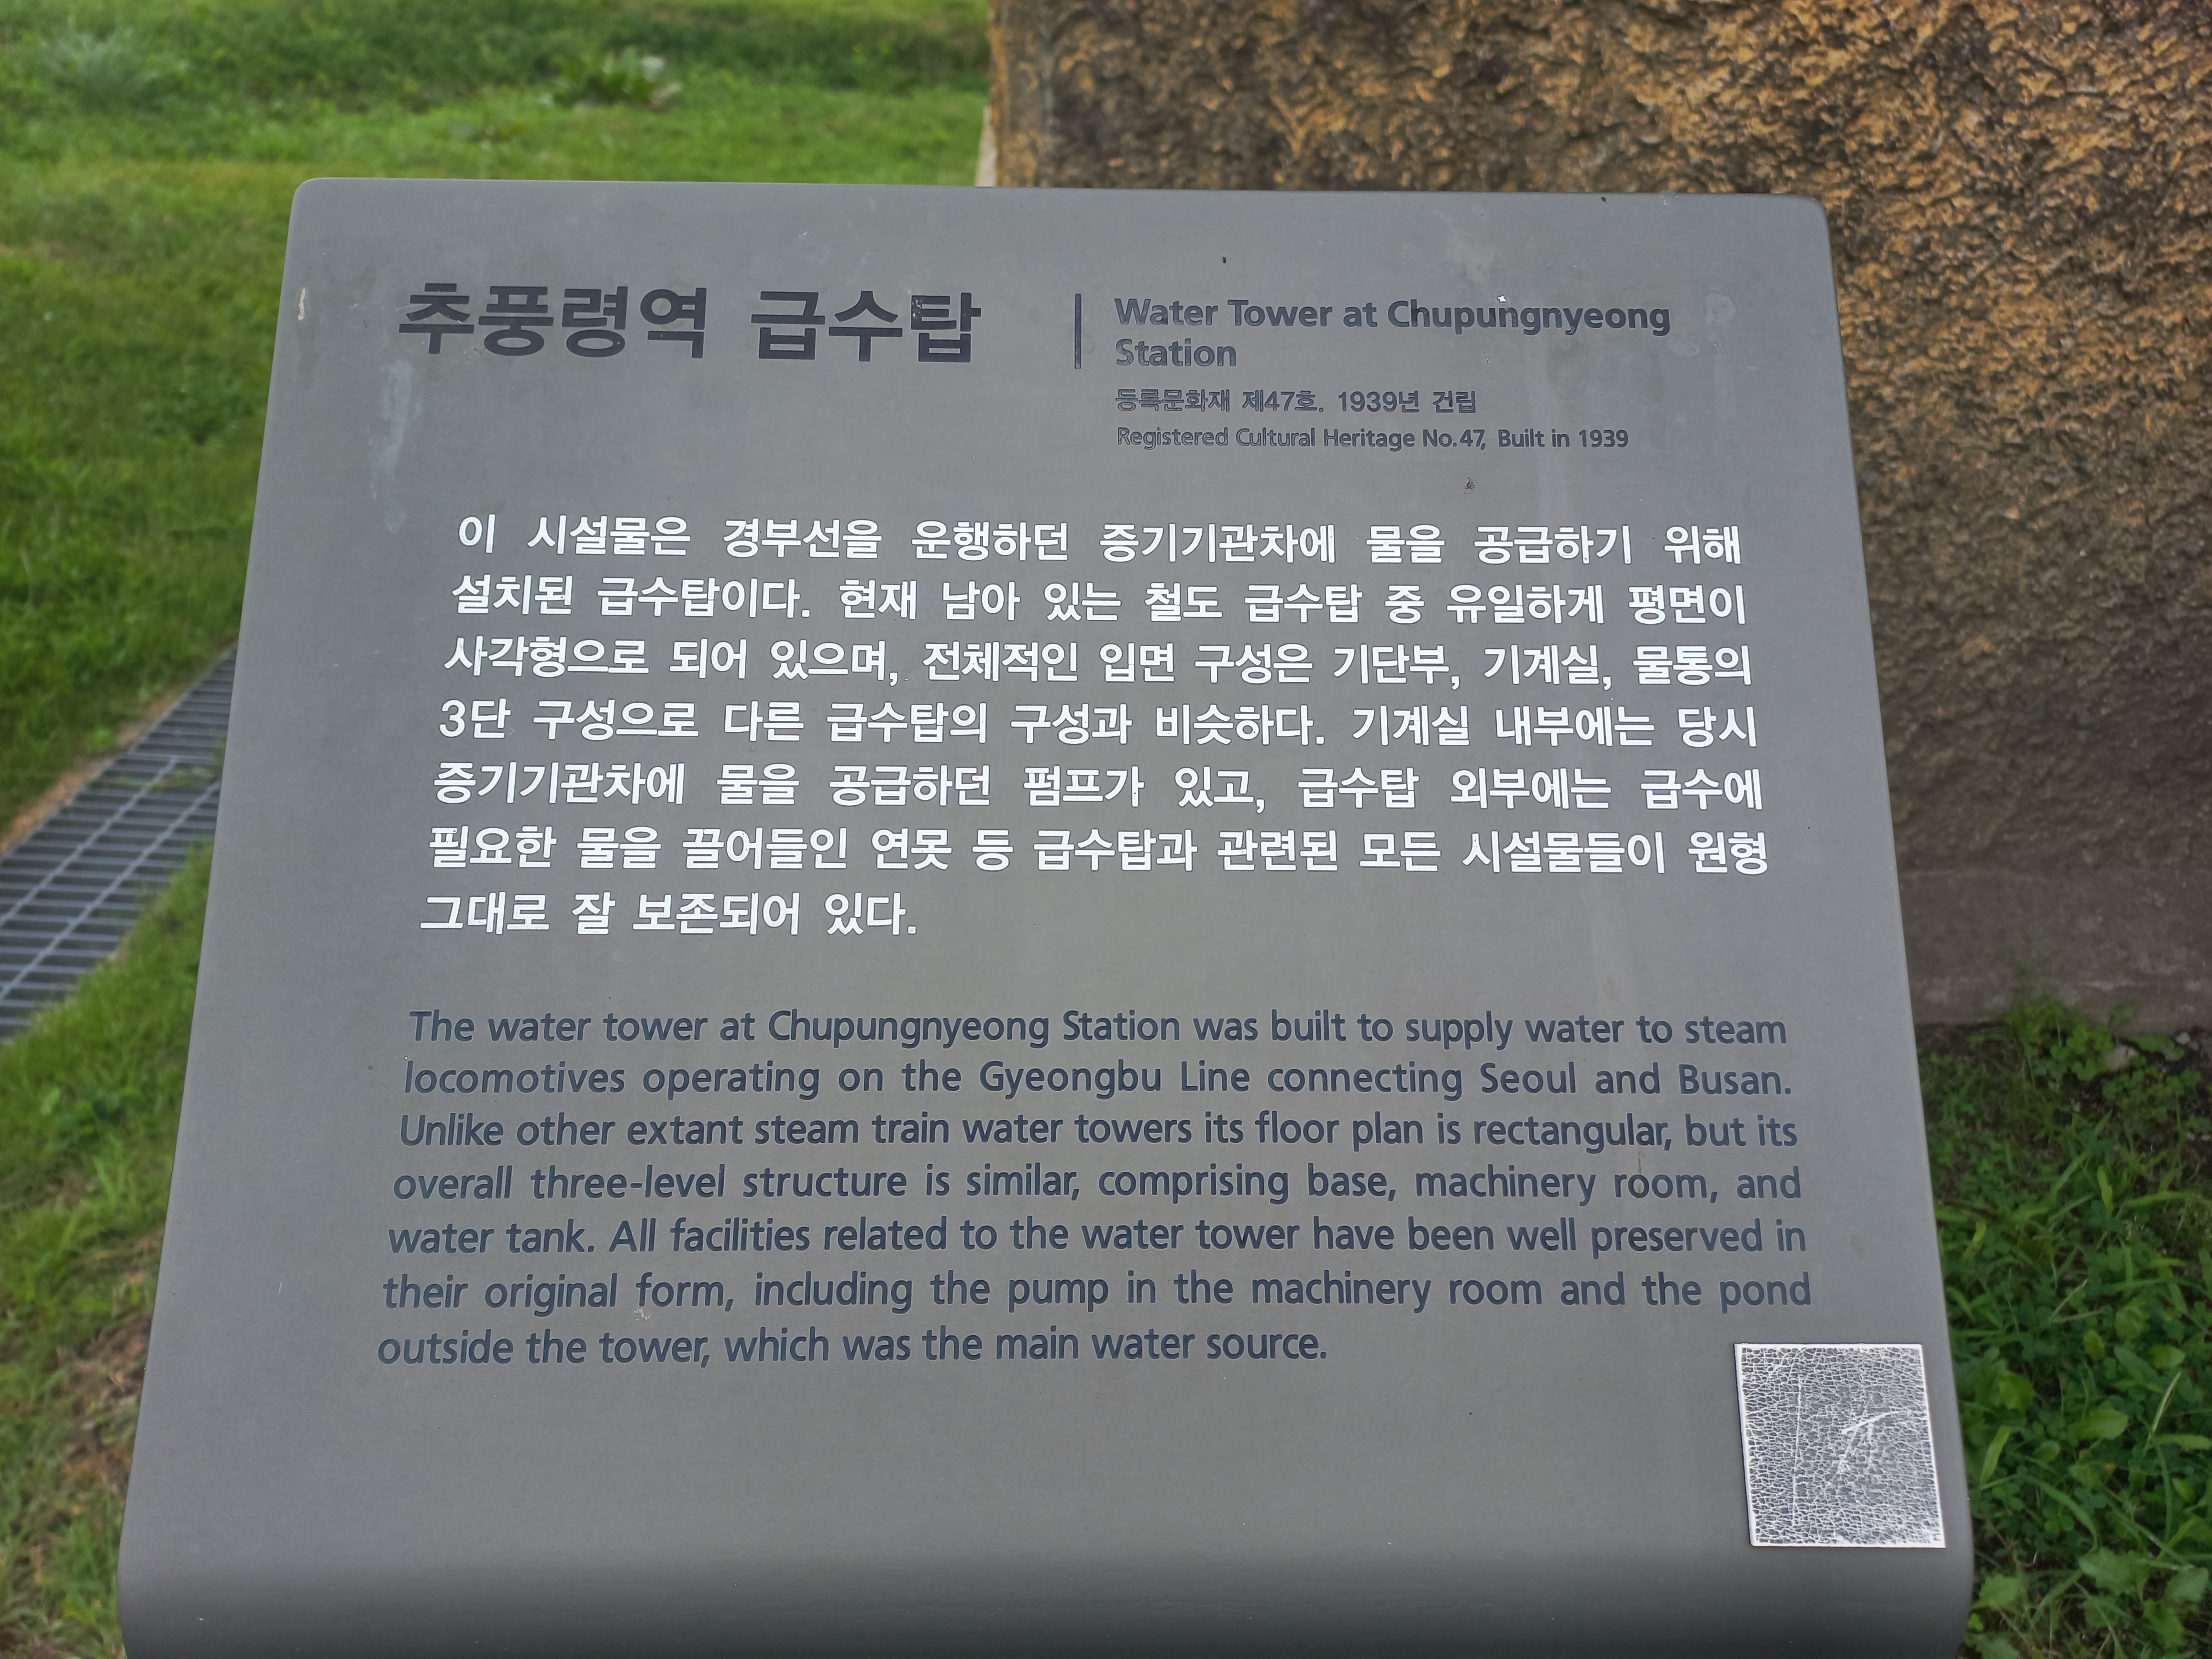 추풍령역 급수탑
Water Tower at Chupungnyeong
Station
등록문화재 제47호. 1939년 건립
Registered Cultural Heritage No.47, Built in 1939
이 시설물은 경부선을 운행하던 증기기관차에 물을 공급하기 위해
설치된 급수탑이다. 현재 남아 있는 철도 급수탑 중 유일하게 평면이
사각형으로 되어 있으며, 전체적인 입면 구성은 기단부, 기계실, 물통의
3단 구성으로 다른 급수탑의 구성과 비슷하다. 기계실 내부에는 당시
증기기관차에 물을 공급하던 펌프가 있고, 급수탑 외부에는 급수에
필요한 물을 끌어들인 연못 등 급수탑과 관련된 모든 시설물들이 원형
그대로 잘 보존되어 있다.
The water tower at Chupungnyeong Station was built to supply water to steam
locomotives operating on the Gyeongbu Line connecting Seoul and Busan.
Unlike other extant steam train water towers its floor plan is rectangular, but its
overall three-level structure is similar, comprising base, machinery room, and
water tank. All facilities related to the water tower have been well preserved in
their original form, including the pump in the machinery room and the pond
outside the tower, which was the main water source.